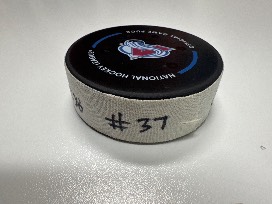 NATIONAL HOCKEY LEAGUE
OFFICIAL GAME PUCK
#37